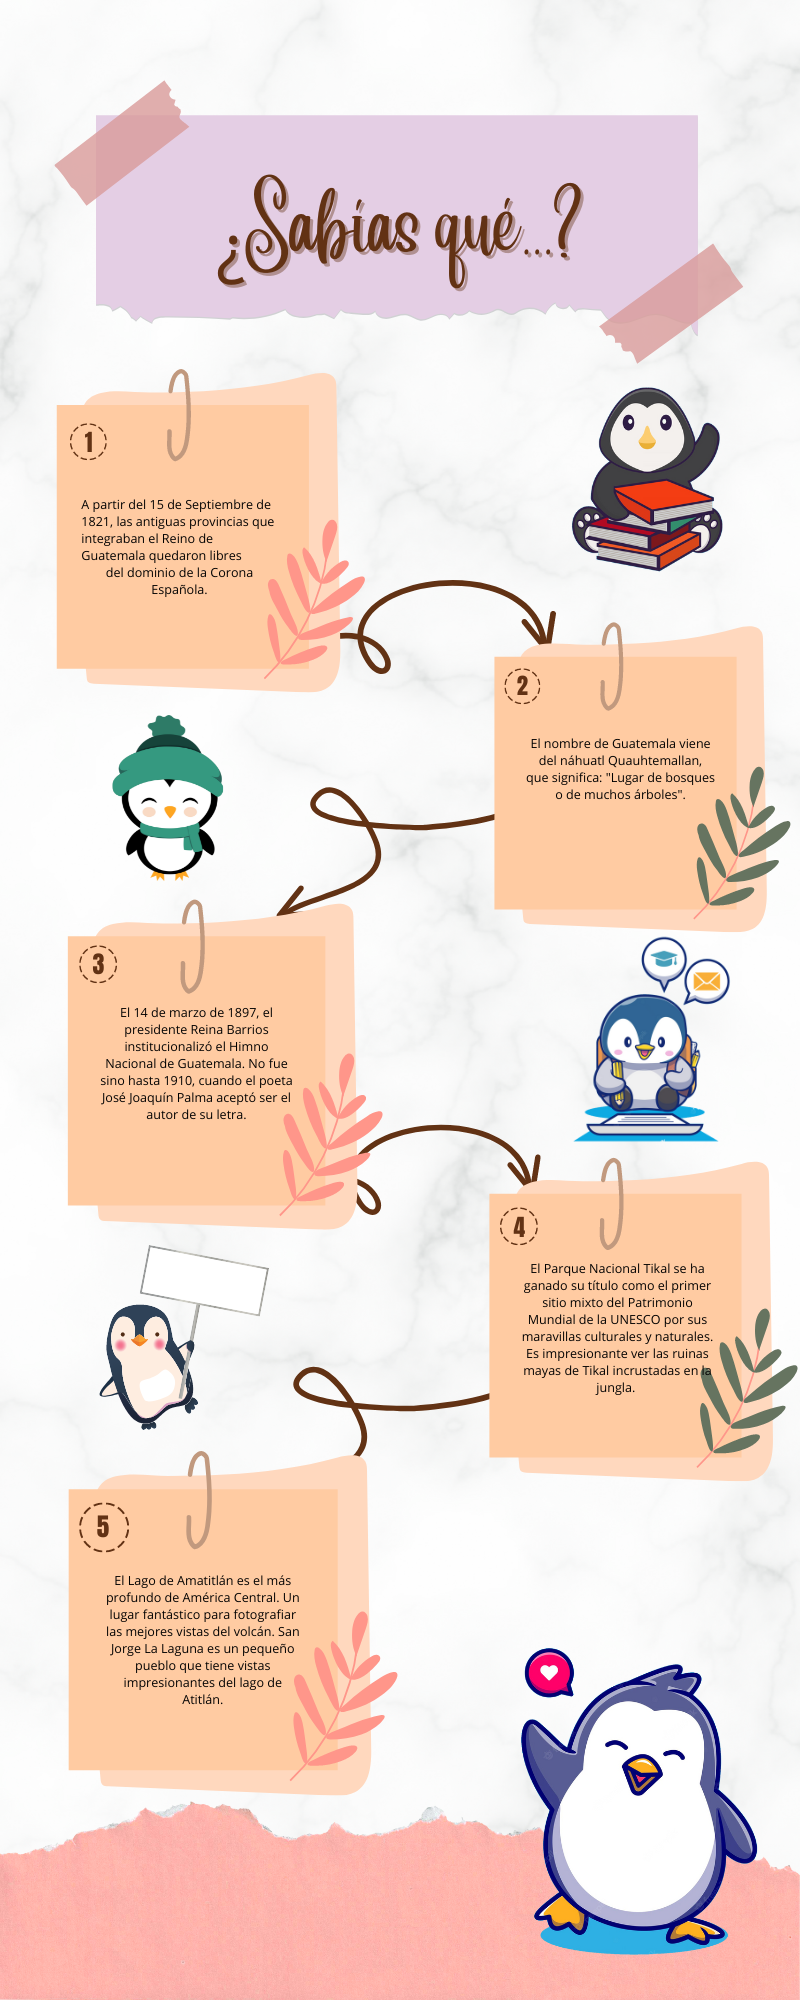 ¿Sabías qué...?
1
A partir del 15 de Septiembre de
1821, las antiguas provincias que
integraban el Reino de
Guatemala quedaron libres
del dominio de la Corona
Española.
2
El nombre de Guatemala viene
del náhuatl Quauhtemallan,
que significa: "Lugar de bosques
o de muchos árboles".
3
El 14 de marzo de 1897, el
presidente Reina Barrios
institucionalizó el Himno
Nacional de Guatemala. No fue
sino hasta 1910, cuando el poeta
José Joaquín Palma aceptó ser el
autor de su letra.
4
El Parque Nacional Tikal se ha
ganado su título como el primer
sitio mixto del Patrimonio
Mundial de la UNESCO por sus
maravillas culturales y naturales.
Es impresionante ver las ruinas
mayas de Tikal incrustadas en la
jungla.
5
El Lago de Amatitlán es el más
profundo de América Central. Un
lugar fantástico para fotografiar
las mejores vistas del volcán. San
Jorge La Laguna es un pequeño
pueblo que tiene vistas
impresionantes del lago de
Atitlán.